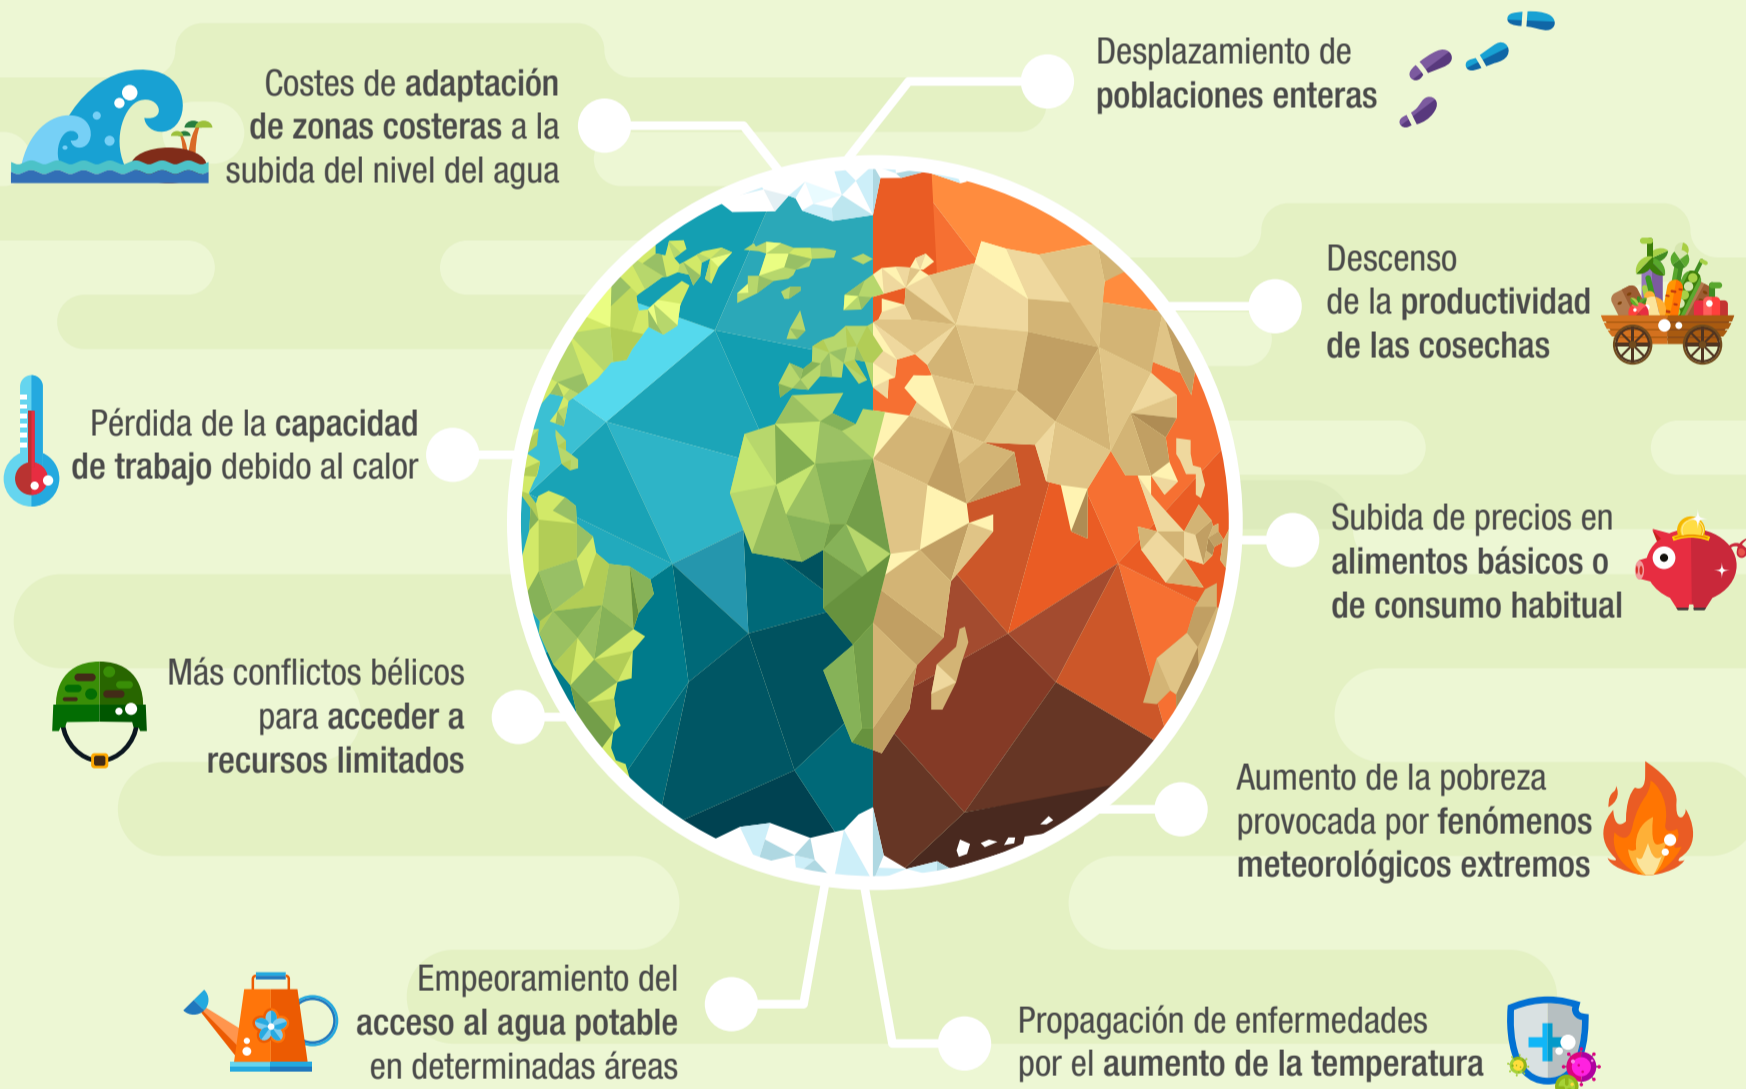 Costes de adaptación
de zonas costeras a la
subida del nivel del agua
Desplazamiento de
poblaciones enteras
Descenso
de la productividad
de las cosechas
Pérdida de la capacidad
de trabajo debido al calor
Subida de precios en
alimentos básicos o
de consumo habitual
Más conflictos bélicos
para acceder a
recursos limitados
Aumento de la pobreza
provocada por fenómenos
meteorológicos extremos
Empeoramiento del
acceso al agua potable
en determinadas áreas
Propagación de enfermedades
por el aumento de la temperatura